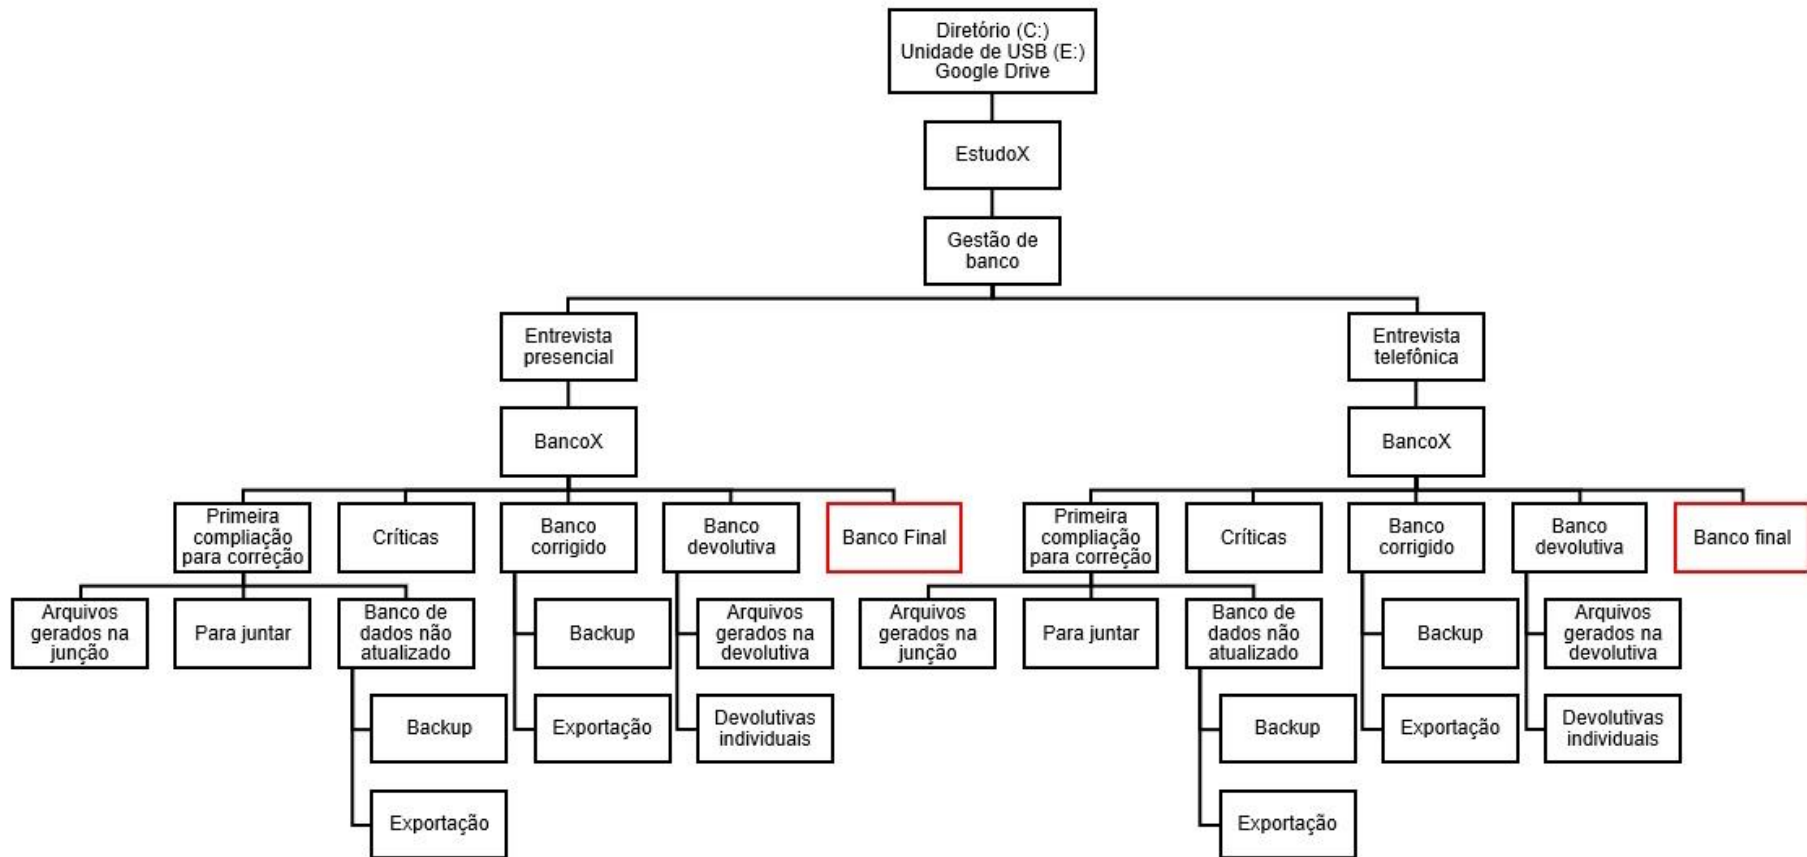 Diretório (C:)
Unidade de USB (E:)
Google Drive
EstudoX
Gestão de
banco
Entrevista
presencial
Entrevista
telefônica
BancoX
BancoX
Primeira
compliação
para correção
Críticas
Banco
corrigido
Banco
devolutiva
Banco Final
Primeira
compliação
para correção
Críticas
Banco
corrigido
Banco
devolutiva
Banco final
Arquivos
gerados na
junção
Para juntar
Banco de
dados não
atualizado
Backup
Arquivos
gerados na
devolutiva
Arquivos
gerados na
junção
Para juntar
Banco de
dados não
atualizado
Backup
Arquivos
gerados na
devolutiva
Backup
Exportação
Devolutivas
individuais
Backup
Exportação
Devolutivas
individuais
Exportação
Exportação